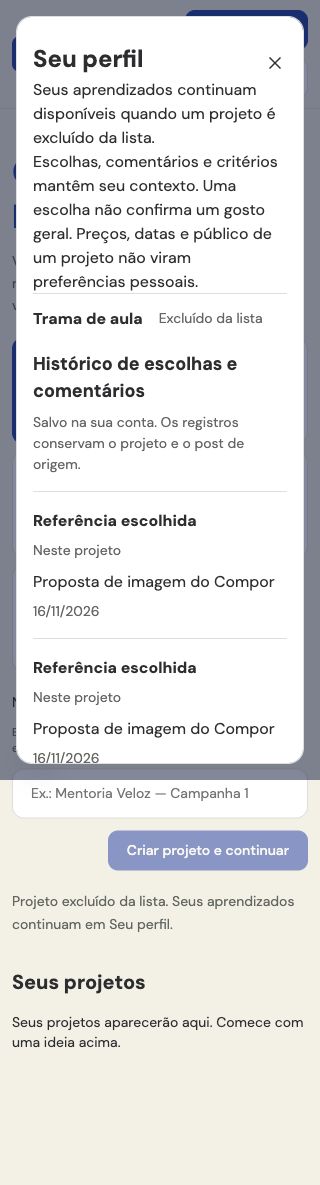 Seu perfil
Seus aprendizados continuam
disponíveis quando um projeto é
excluído da lista.
Escolhas, comentários e critérios
mantêm seu contexto. Uma
escolha não confirma um gosto
geral. Preços, datas e público de
um projeto não viram
preferências pessoais.
Trama de aula Excluído da lista
Histórico de escolhas e
comentários
Salvo na sua conta. Os registros
conservam o projeto e o post de
origem.
Referência escolhida
Neste projeto
Proposta de imagem do Compor
16/11/2026
Referência escolhida
Neste projeto
Proposta de imagem do Compor
16/11/2026
Ex.: Mentoria Veloz — Campanha 1
Criar projeto e continuar
Projeto excluído da lista. Seus aprendizados
continuam em Seu perfil.
Seus projetos
Seus projetos aparecerão aqui. Comece com
uma ideia acima.